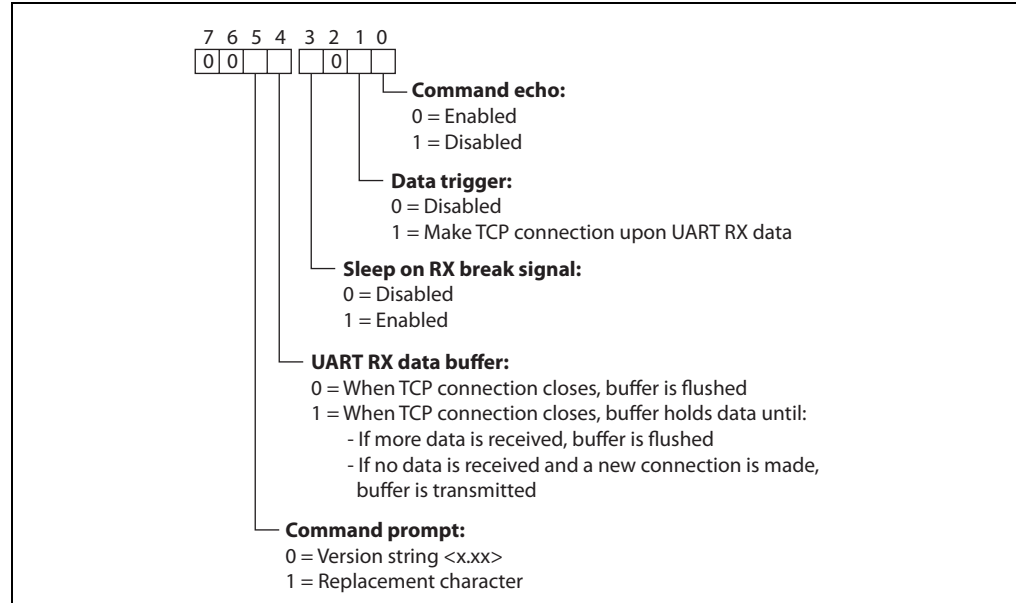 7 6 5 4 3 2 1 0
0 0 0
Command echo:
0 = Enabled
1 = Disabled
Data trigger:
0 = Disabled
1 = Make TCP connection upon UART RX data
Sleep on RX break signal:
0 = Disabled
1 = Enabled
UART RX data buffer:
0 = When TCP connection closes, buffer is flushed
1 = When TCP connection closes, buffer holds data until:
- If more data is received, buffer is flushed
- If no data is received and a new connection is made,
buffer is transmitted
Command prompt:
0 = Version string <x.xx>
1 = Replacement character